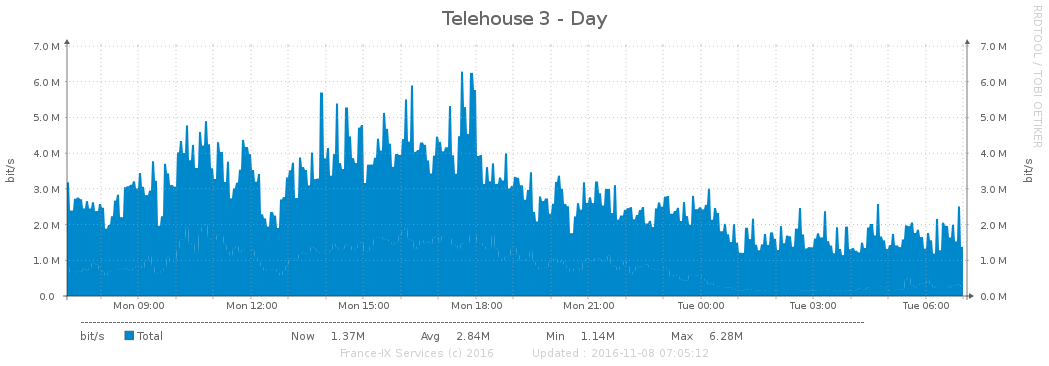 Telehouse 3 - Day
RRDTOOL / TOBI OETIKER
bit/s
7.0 M
6.0 M
5.0 M
4.0 M
3.0 M
2.0 M
1.0 M
0.0
7.0 M
6.0 M
5.0 M
4.0 M
3.0 M
2.0 M
1.0 M
0.0 M
bit/s
Mon 09:00 Mon 12:00 Mon 15:00 Mon 18:00 Mon 21:00 Tue 00:00 Tue 03:00 Tue 06:00
bit/s Total Now 1.37M Avg 2.84M Min 1.14M Max 6.28M
France-IX Services (c) 2016 Updated : 2016-11-08 07:05:12